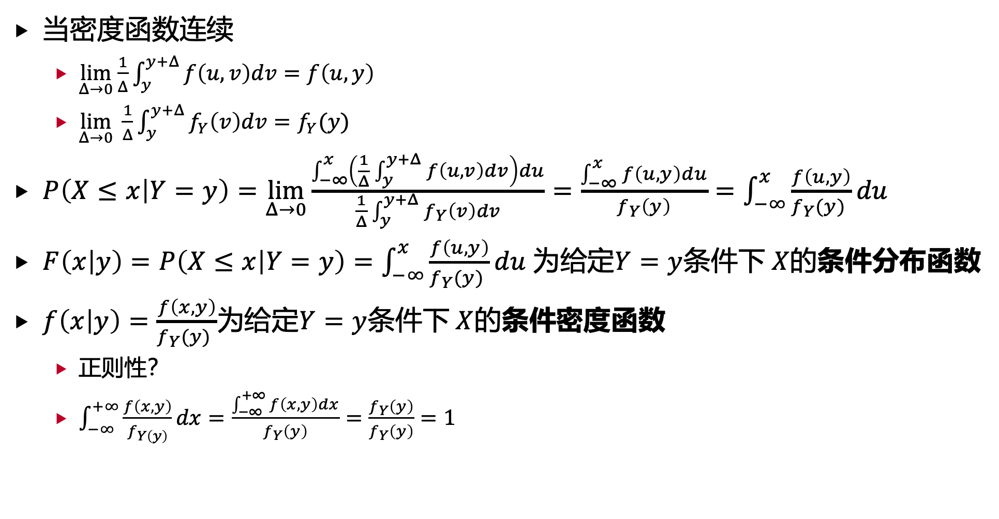 ▶ 当密度函数连续
▶ $\lim_{\Delta \to 0} \frac{1}{\Delta} \int_{y}^{y+\Delta} f(u, v)dv = f(u, y)$
▶ $\lim_{\Delta \to 0} \frac{1}{\Delta} \int_{y}^{y+\Delta} f_Y(v)dv = f_Y(y)$
▶ $P(X \le x|Y = y) = \lim_{\Delta \to 0} \frac{\int_{-\infty}^{x} \left( \frac{1}{\Delta} \int_{y}^{y+\Delta} f(u,v)dv \right) du}{\frac{1}{\Delta} \int_{y}^{y+\Delta} f_Y(v)dv} = \frac{\int_{-\infty}^{x} f(u,y)du}{f_Y(y)} = \int_{-\infty}^{x} \frac{f(u,y)}{f_Y(y)} du$
▶ $F(x|y) = P(X \le x|Y = y) = \int_{-\infty}^{x} \frac{f(u,y)}{f_Y(y)} du$ 为给定$Y = y$条件下 $X$的条件分布函数
▶ $f(x|y) = \frac{f(x,y)}{f_Y(y)}$为给定$Y = y$条件下 $X$的条件密度函数
▶ 正则性?
▶ $\int_{-\infty}^{+\infty} \frac{f(x,y)}{f_{Y(y)}} dx = \frac{\int_{-\infty}^{+\infty} f(x,y)dx}{f_Y(y)} = \frac{f_Y(y)}{f_Y(y)} = 1$